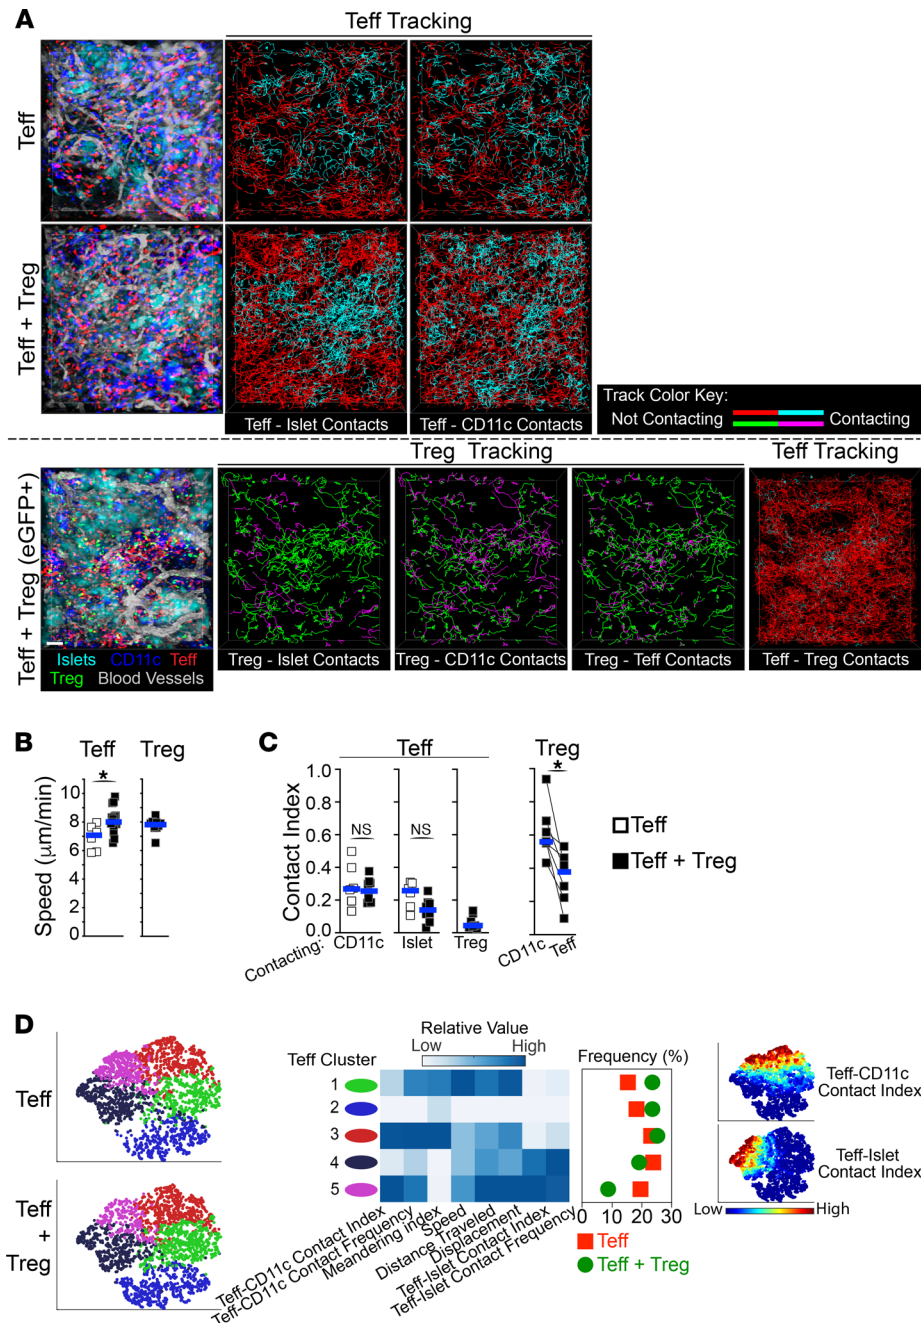 A
Teff Tracking
Teff
Teff + Treg
Teff - Islet Contacts
Teff - CD11c Contacts
Track Color Key:
Not Contacting
Contacting
Treg Tracking
Teff Tracking
Teff + Treg (eGFP+)
Islets CD11c Teff
Treg Blood Vessels
Treg - Islet Contacts
Treg - CD11c Contacts
Treg - Teff Contacts
Teff - Treg Contacts
B
Teff Treg
*
Speed (μm/min)
10
8
6
4
2
0
C
Teff
Treg
*
Contact Index
1.0
0.8
0.6
0.4
0.2
0.0
NS
NS
Contacting:
CD11c
Islet
Treg
CD11c
Teff
Teff
Teff + Treg
D
Teff
Teff
+
Treg
Relative Value
Low High
Teff Cluster
1
2
3
4
5
Teff-CD11c Contact Index
Teff-CD11c Contact Frequency
Meandering Index
Speed
Distance Traveled
Displacement
Teff-Islet Contact Index
Teff-Islet Contact Frequency
Frequency (%)
0 10 20 30
Teff
Teff + Treg
Teff-CD11c
Contact Index
Teff-Islet
Contact Index
Low High